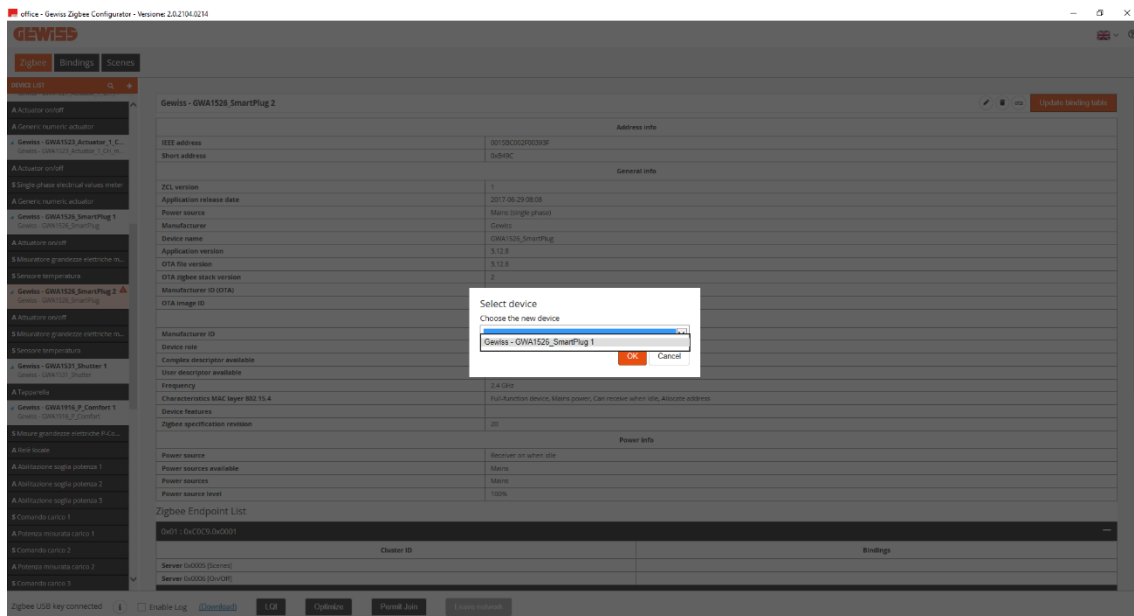 office - Gewiss Zigbee Configurator - Versione: 2.0.2104.0214
GEWISS
Zigbee Bindings Scenes
DEVICE LIST
A Actuator on/off
A Generic numeric actuator
Gewiss - GWA1523_Actuator_1_C...
Gewiss - GWA1523_Actuator_1_CH_m...
A Actuator on/off
S Single phase electrical values meter
A Generic numeric actuator
Gewiss - GWA1526_SmartPlug 1
Gewiss - GWA1526_SmartPlug
A Attuatore on/off
S Misuratore grandezze elettriche m...
S Sensore temperatura
Gewiss - GWA1526_SmartPlug 2
Gewiss - GWA1526_SmartPlug
A Attuatore on/off
S Misuratore grandezze elettriche m...
S Sensore temperatura
Gewiss - GWA1531_Shutter 1
Gewiss - GWA1531_Shutter
A Tapparella
Gewiss - GWA1916_P_Comfort 1
Gewiss - GWA1916_P_Comfort
S Misure grandezze elettriche P-Co...
A Relè locale
A Abilitazione soglia potenza 1
A Abilitazione soglia potenza 2
A Abilitazione soglia potenza 3
S Comando carico 1
A Potenza misurata carico 1
S Comando carico 2
A Potenza misurata carico 2
S Comando carico 3
Gewiss - GWA1526_SmartPlug 2
Update binding table
Address info
IEEE address 0015BC002F00393F
Short address 0xB49C
General info
ZCL version 1
Application release date 2017-06-29 08:08
Power source Mains (single phase)
Manufacturer Gewiss
Device name GWA1526_SmartPlug
Application version 3.12.8
OTA file version 3.12.8
OTA zigbee stack version 2
Manufacturer ID (OTA)
OTA image ID
Manufacturer ID
Device role
Complex descriptor available
User descriptor available
Frequency 2.4 GHz
Characteristics MAC layer 802.15.4 Full-function device, Mains power, Can receive when idle, Allocate address
Device features
Zigbee specification revision 20
Power info
Power source Receiver on when idle
Power sources available Mains
Power sources Mains
Power source level 100%
Zigbee Endpoint List
0x01 : 0xC0C9.0x0001
Cluster ID Bindings
Server 0x0005 [Scenes]
Server 0x0006 [On/Off]
Select device
Choose the new device
Gewiss - GWA1526_SmartPlug 1
OK Cancel
Zigbee USB key connected i Enable Log (Download) LQI Optimize Permit Join Leave network